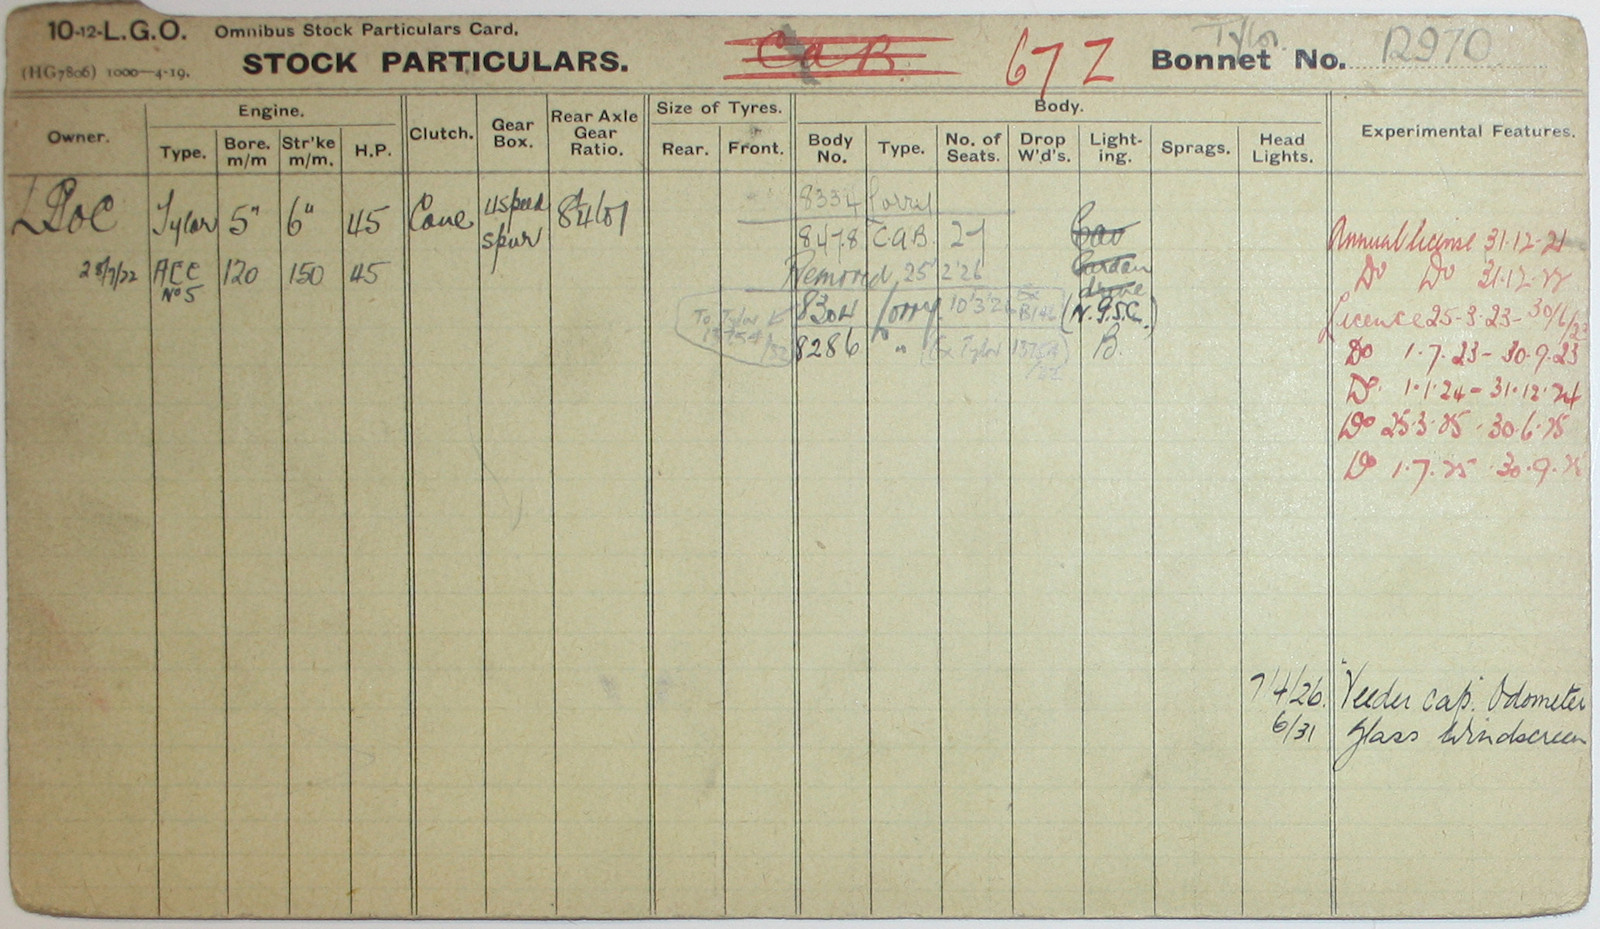 10-12-L.G.O. Omnibus Stock Particulars Card,
(HG7806) 1000—4-19. STOCK PARTICULARS. CAB 67Z Tylor Bonnet No. 12970
Owner. Engine. Clutch. Gear Box. Rear Axle Gear Ratio. Size of Tyres. Body. Experimental Features.
Type. Bore. m/m Str'ke m/m. H.P. Rear. Front. Body No. Type. No. of Seats. Drop W'd's. Light-ing. Sprags. Head Lights.
8334 Lorry
LGOC Tylor 5" 6" 45 Cone 4 speed spur
8478 C.A.B. 27 Annual license 31-12-21
28/7/22 AEC No 5 120 150 45 Removed 25 2 '26 Do Do 31-12-22
8304 Lorry 10/3/26 (N.G.S.C.) Licence 25-3-23-30/6/23
To Tylor
8286 " (Ex Tylor B. Do 1.7.23-30.9.23
Do. 1.1.24-31.12.24
Do 25.3.25 - 30.6.25
Do 1.7.25 - 30.9.25
7/4/26. Veeder cap. Odometer
6/31 Glass Windscreen